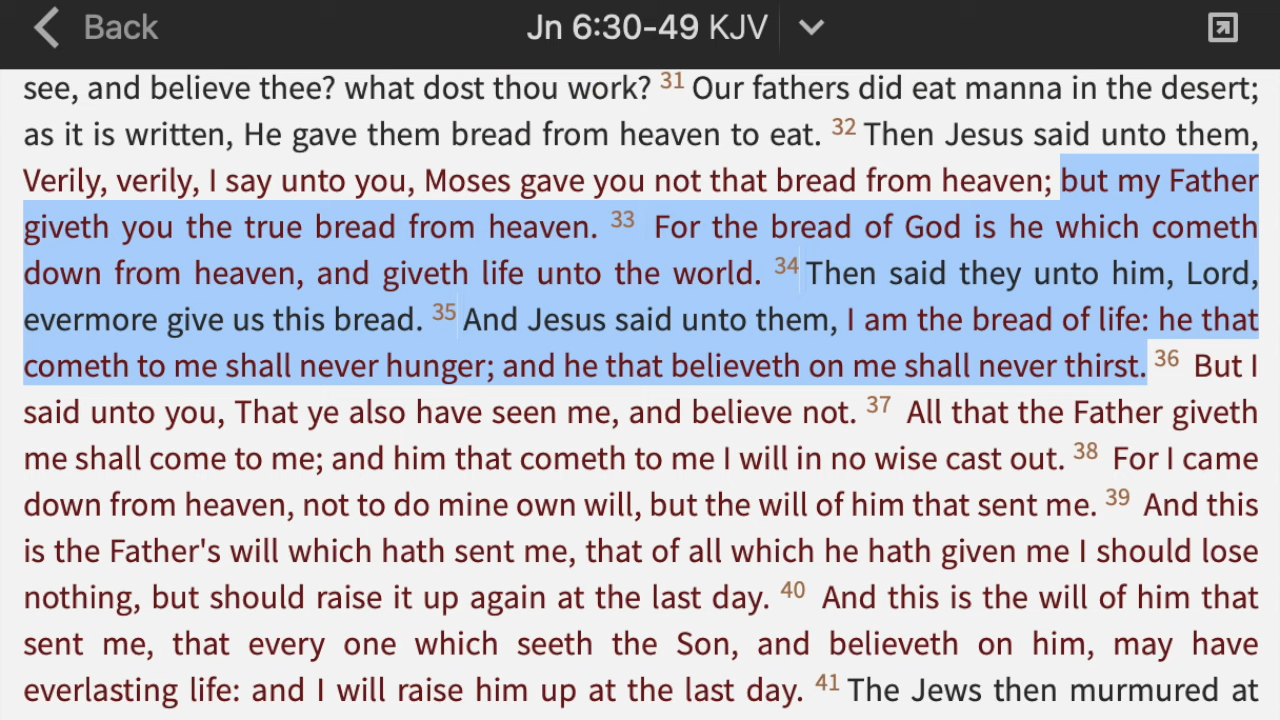 Back
Jn 6:30-49 KJV
see, and believe thee? what dost thou work? 31 Our fathers did eat manna in the desert;
as it is written, He gave them bread from heaven to eat. 32 Then Jesus said unto them,
Verily, verily, I say unto you, Moses gave you not that bread from heaven; but my Father
giveth you the true bread from heaven. 33 For the bread of God is he which cometh
down from heaven, and giveth life unto the world. 34 Then said they unto him, Lord,
evermore give us this bread. 35 And Jesus said unto them, I am the bread of life: he that
cometh to me shall never hunger; and he that believeth on me shall never thirst. 36 But I
said unto you, That ye also have seen me, and believe not. 37 All that the Father giveth
me shall come to me; and him that cometh to me I will in no wise cast out. 38 For I came
down from heaven, not to do mine own will, but the will of him that sent me. 39 And this
is the Father's will which hath sent me, that of all which he hath given me I should lose
nothing, but should raise it up again at the last day. 40 And this is the will of him that
sent me, that every one which seeth the Son, and believeth on him, may have
everlasting life: and I will raise him up at the last day. 41 The Jews then murmured at